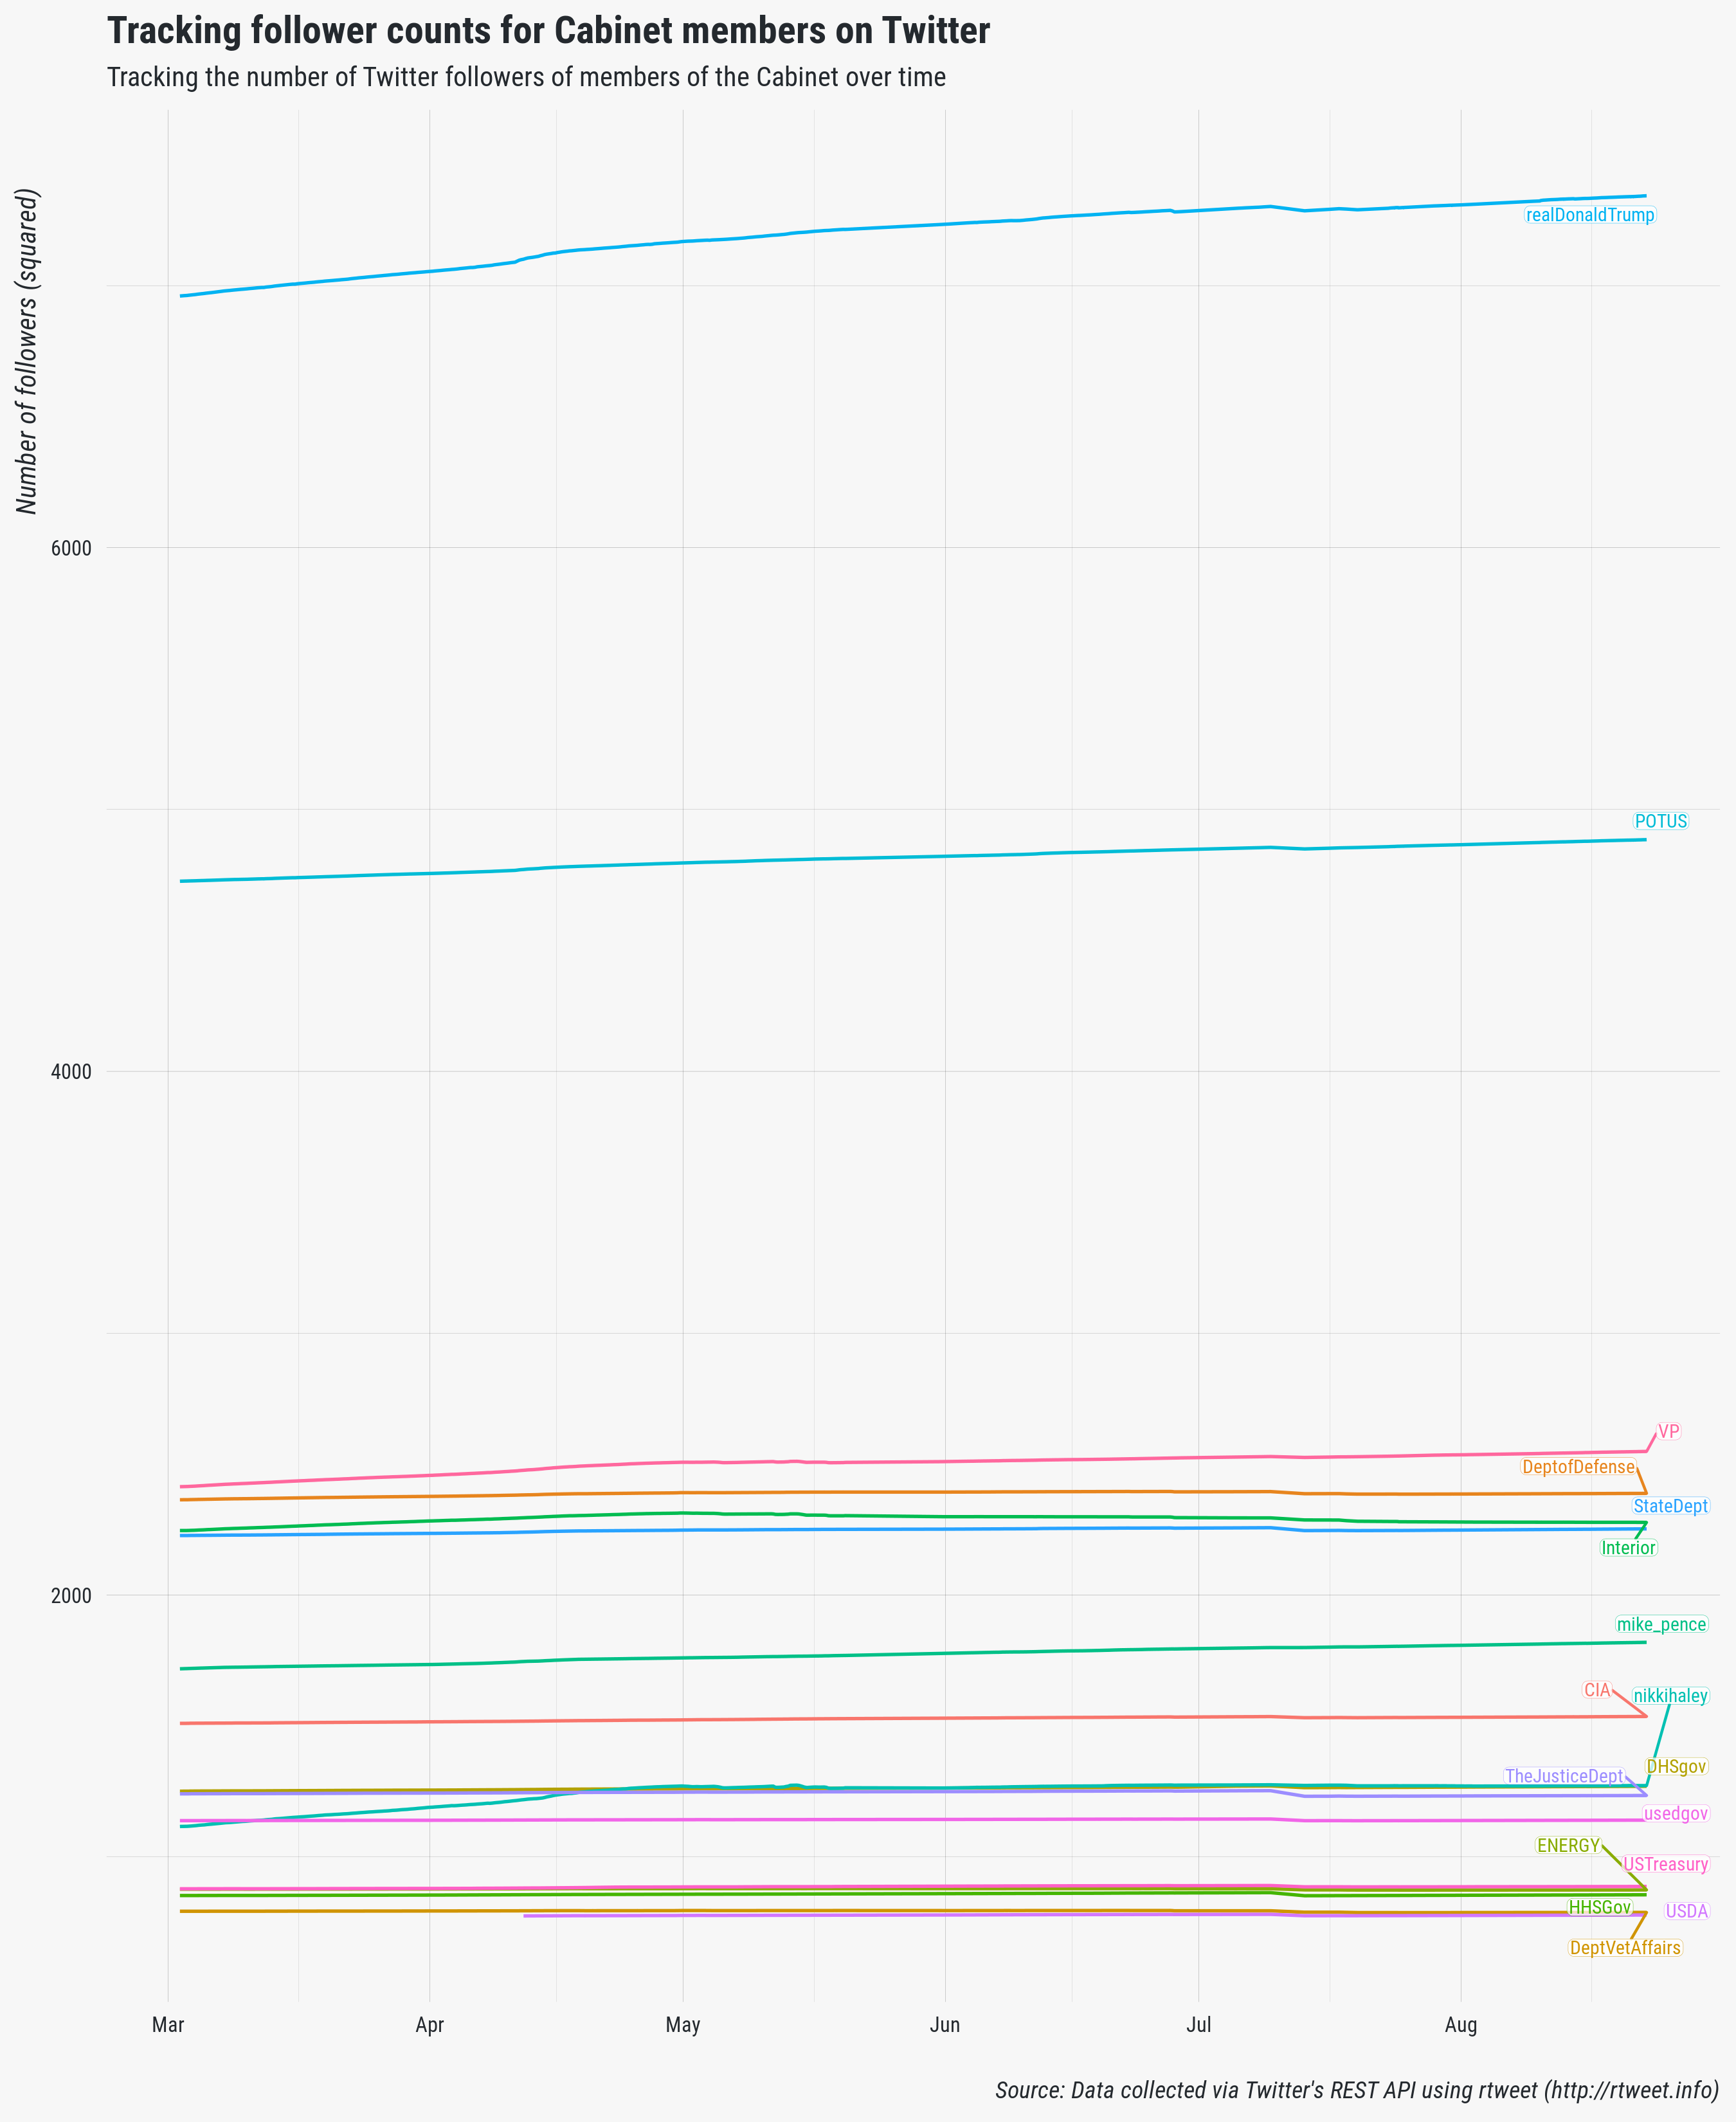 Tracking follower counts for Cabinet members on Twitter
Tracking the number of Twitter followers of members of the Cabinet over time
Number of followers (squared)
realDonaldTrump
6000
POTUS
4000
VP
DeptofDefense
StateDept
Interior
2000
mike_pence
CIA
nikkihaley
DHSgov
TheJusticeDept
usedgov
ENERGY
USTreasury
HHSGov
USDA
DeptVetAffairs
Mar Apr May Jun Jul Aug
Source: Data collected via Twitter's REST API using rtweet (http://rtweet.info)